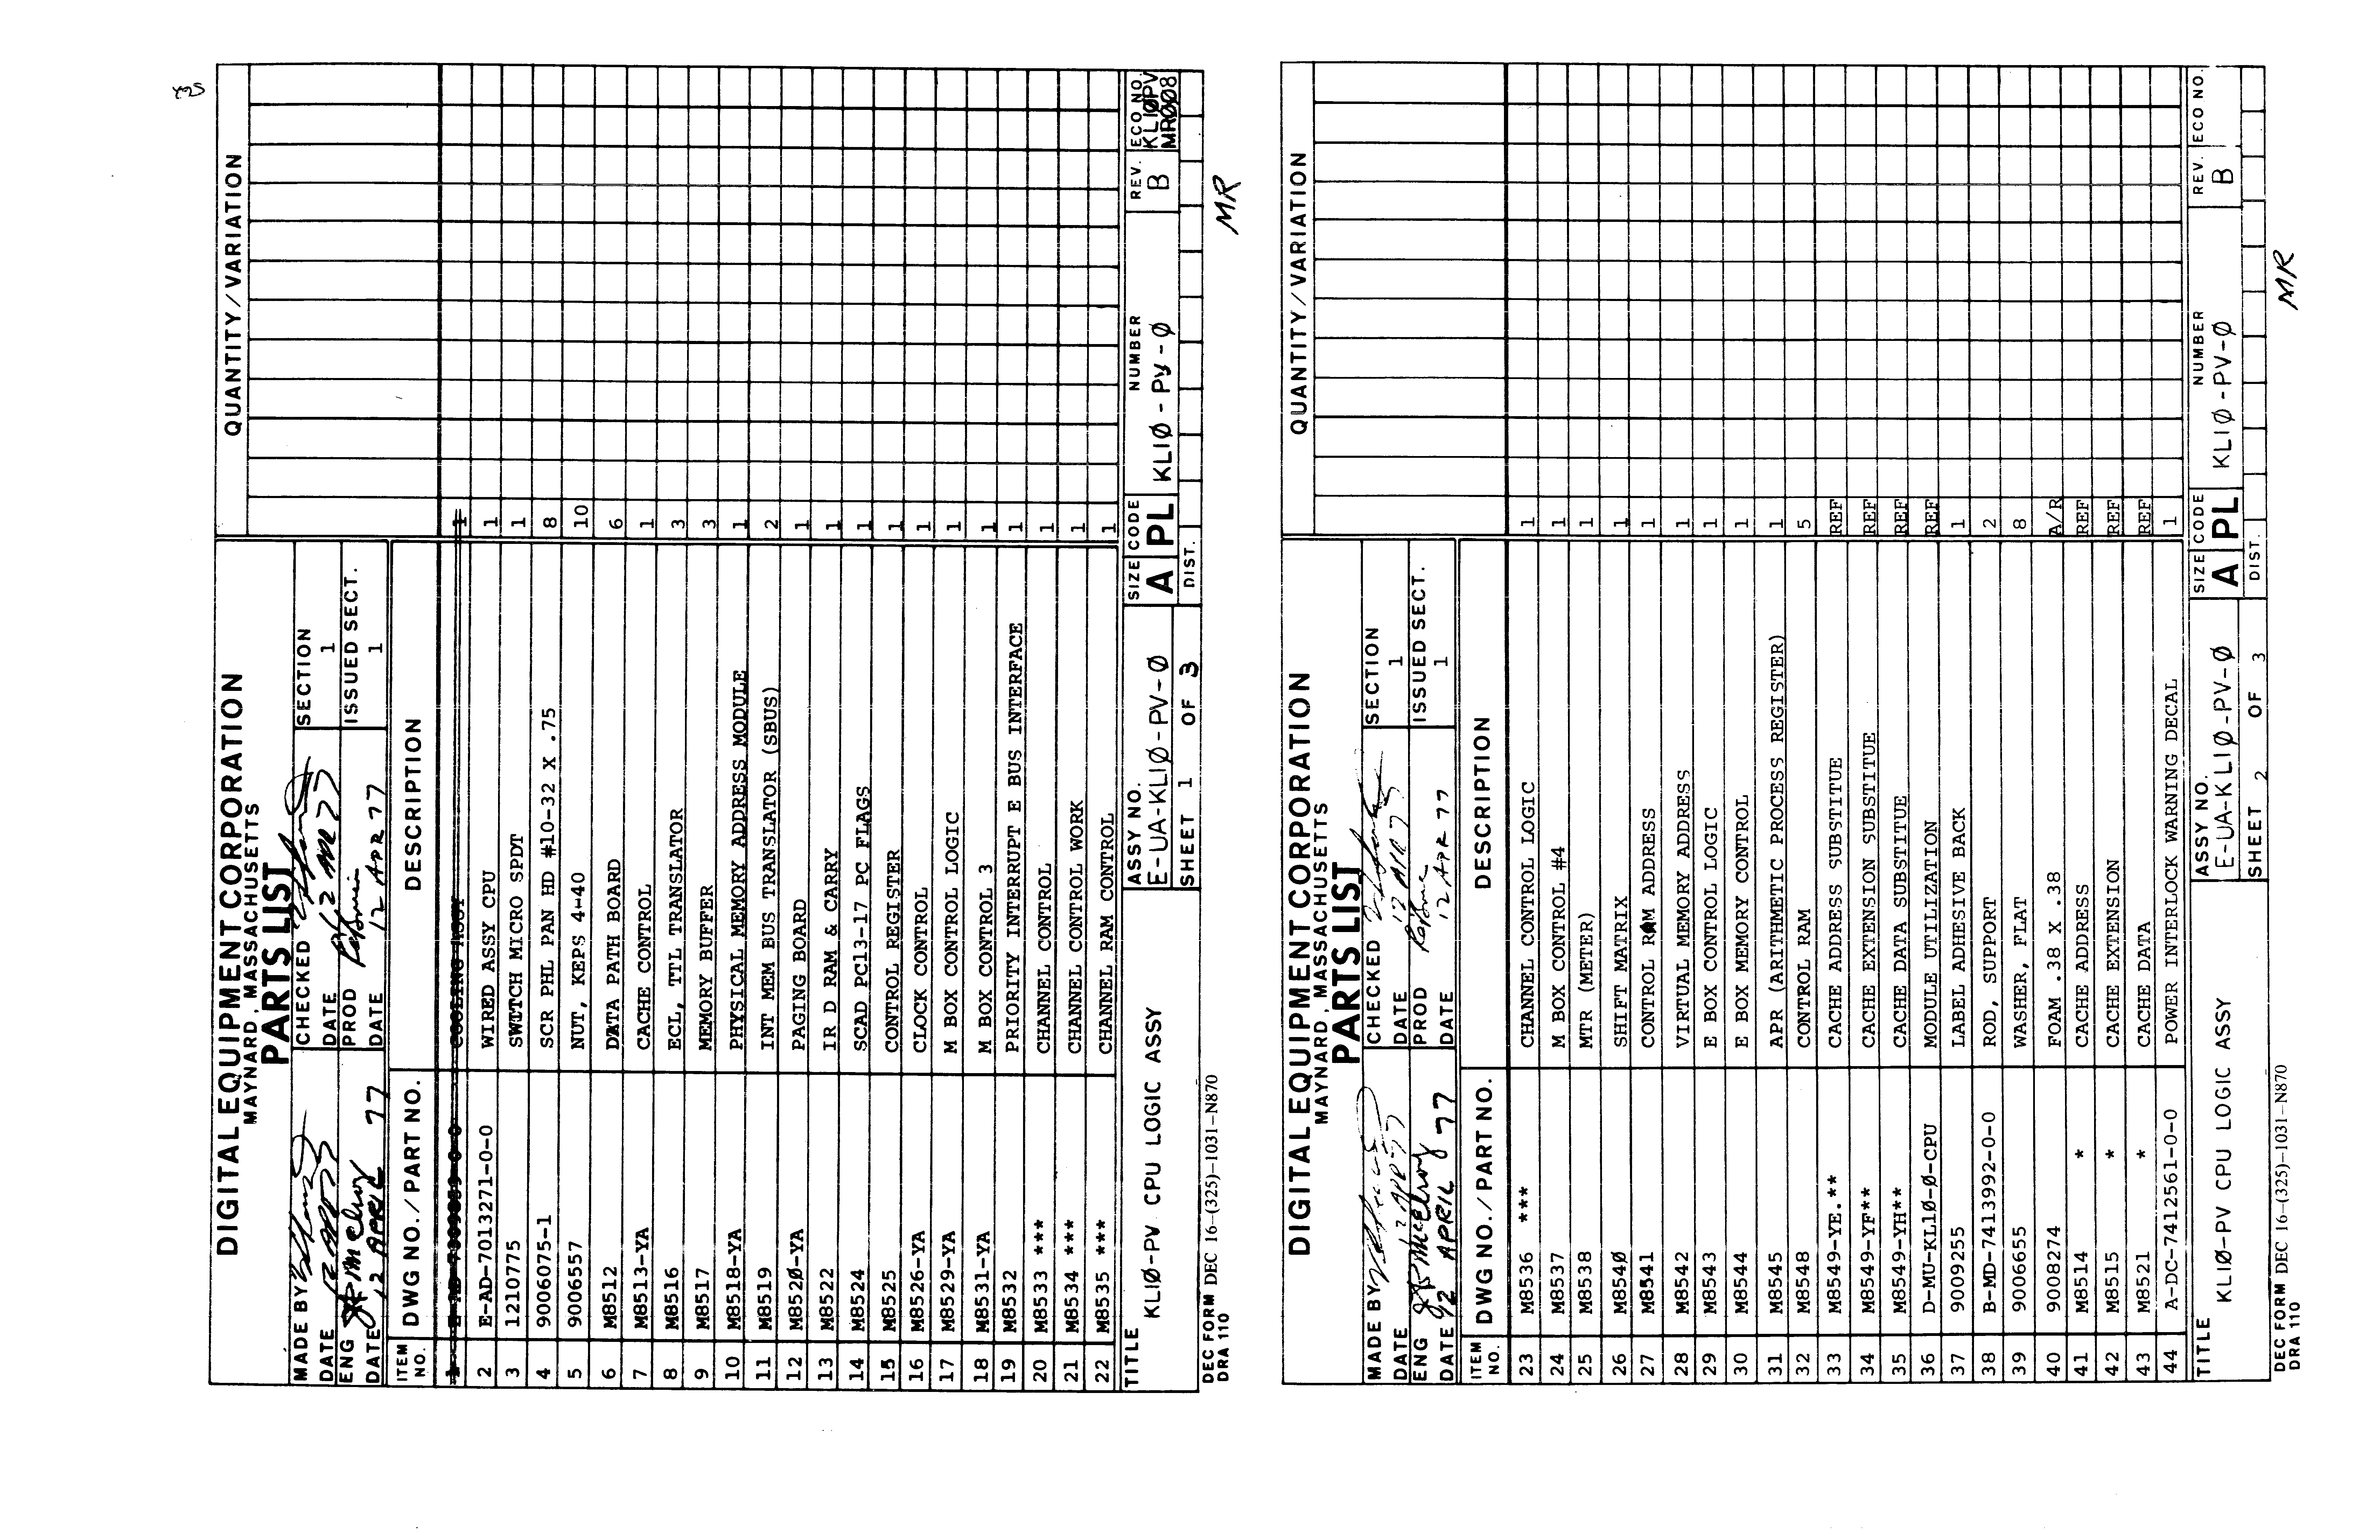 DIGITAL EQUIPMENT CORPORATION
MAYNARD, MASSACHUSETTS
PARTS LIST
QUANTITY/VARIATION
MADE BY
CHECKED
SECTION
1
DATE
DATE 12 APR 77
ENG
PROD
ISSUED SECT.
1
DATE 12 APRIL 77
DATE 12 APR 77
ITEM NO. DWG NO./PART NO. DESCRIPTION
1 COOLING ASSY 1
2 E-AD-7013271-0-0 WIRED ASSY CPU 1
3 1210775 SWITCH MICRO SPDT 1
4 9006075-1 SCR PHL PAN HD #10-32 X .75 8
5 9006557 NUT, KEPS 4-40 10
6 M8512 DATA PATH BOARD 6
7 M8513-YA CACHE CONTROL 1
8 M8516 ECL, TTL TRANSLATOR 3
9 M8517 MEMORY BUFFER 3
10 M8518-YA PHYSICAL MEMORY ADDRESS MODULE 1
11 M8519 INT MEM BUS TRANSLATOR (SBUS) 2
12 M852Ø-YA PAGING BOARD 1
13 M8522 IR D RAM & CARRY 1
14 M8524 SCAD PC13-17 PC FLAGS 1
15 M8525 CONTROL REGISTER 1
16 M8526-YA CLOCK CONTROL 1
17 M8529-YA M BOX CONTROL LOGIC 1
18 M8531-YA M BOX CONTROL 3 1
19 M8532 PRIORITY INTERRUPT E BUS INTERFACE 1
20 M8533 *** CHANNEL CONTROL 1
21 M8534 *** CHANNEL CONTROL WORK 1
22 M8535 *** CHANNEL RAM CONTROL 1
TITLE
KL1Ø-PV CPU LOGIC ASSY
ASSY NO.
E-UA-KL1Ø-PV-Ø
SHEET 1 OF 3
SIZE
A
CODE
PL
NUMBER
KL1Ø-PV-Ø
REV.
B
ECO NO.
KL1ØPV
MRØØ8
DIST.
DEC FORM DEC 16-(325)-1031-N870
DRA 110
MR
DIGITAL EQUIPMENT CORPORATION
MAYNARD, MASSACHUSETTS
PARTS LIST
QUANTITY/VARIATION
MADE BY
CHECKED
SECTION
1
DATE 12 APR 77
DATE 12 APR 7
ENG
PROD
ISSUED SECT.
1
DATE 12 APRIL 77
DATE 12 APR 77
ITEM NO. DWG NO./PART NO. DESCRIPTION
23 M8536 *** CHANNEL CONTROL LOGIC 1
24 M8537 M BOX CONTROL #4 1
25 M8538 MTR (METER) 1
26 M854Ø SHIFT MATRIX 1
27 M8541 CONTROL RAM ADDRESS 1
28 M8542 VIRTUAL MEMORY ADDRESS 1
29 M8543 E BOX CONTROL LOGIC 1
30 M8544 E BOX MEMORY CONTROL 1
31 M8545 APR (ARITHMETIC PROCESS REGISTER) 1
32 M8548 CONTROL RAM 5
33 M8549-YE.** CACHE ADDRESS SUBSTITUE REF
34 M8549-YF** CACHE EXTENSION SUBSTITUE REF
35 M8549-YH** CACHE DATA SUBSTITUE REF
36 D-MU-KL1Ø-Ø-CPU MODULE UTILIZATION REF
37 9009255 LABEL ADHESIVE BACK 1
38 B-MD-7413992-0-0 ROD, SUPPORT 2
39 9006655 WASHER, FLAT 8
40 9008274 FOAM .38 X .38 A/R
41 M8514 * CACHE ADDRESS REF
42 M8515 * CACHE EXTENSION REF
43 M8521 * CACHE DATA REF
44 A-DC-7412561-0-0 POWER INTERLOCK WARNING DECAL 1
TITLE
KL1Ø-PV CPU LOGIC ASSY
ASSY NO.
E-UA-KL1Ø-PV-Ø
SHEET 2 OF 3
SIZE
A
CODE
PL
NUMBER
KL1Ø-PV-Ø
REV.
B
ECO NO.
DIST.
DEC FORM DEC 16-(325)-1031-N870
DRA 110
MR